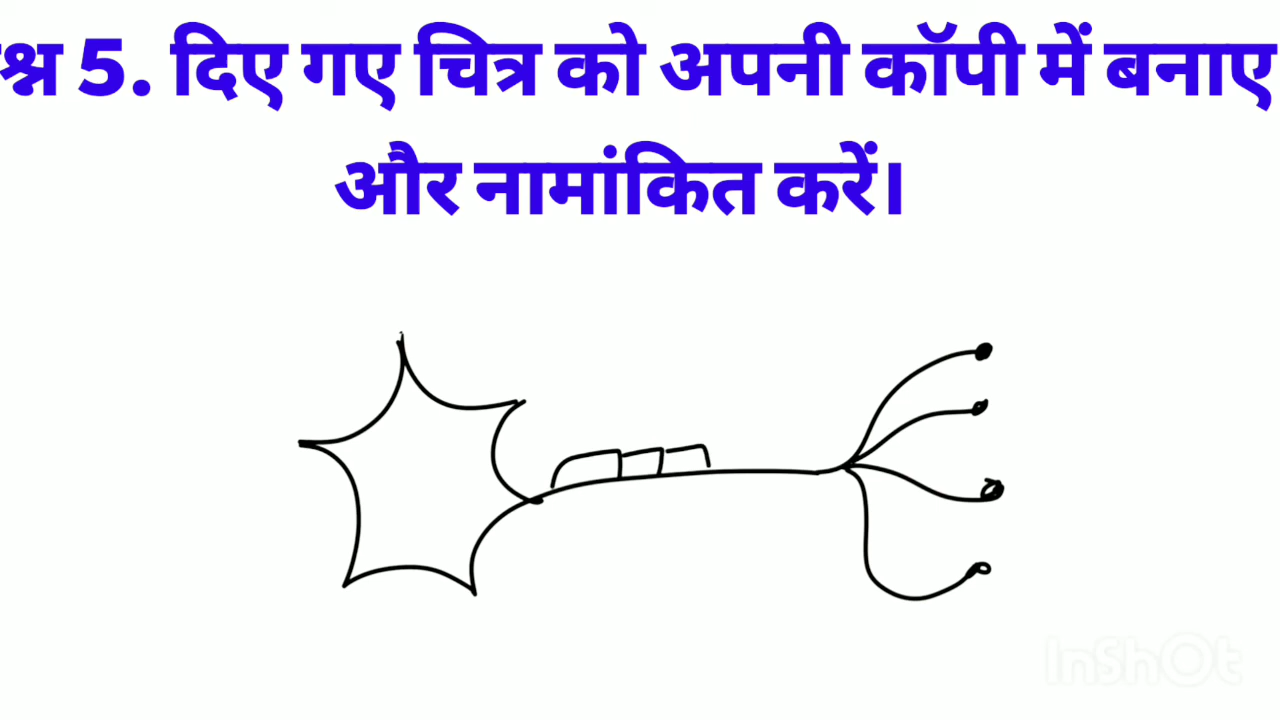 श्न 5. दिए गए चित्र को अपनी कॉपी में बनाए
और नामांकित करें।
InShOt